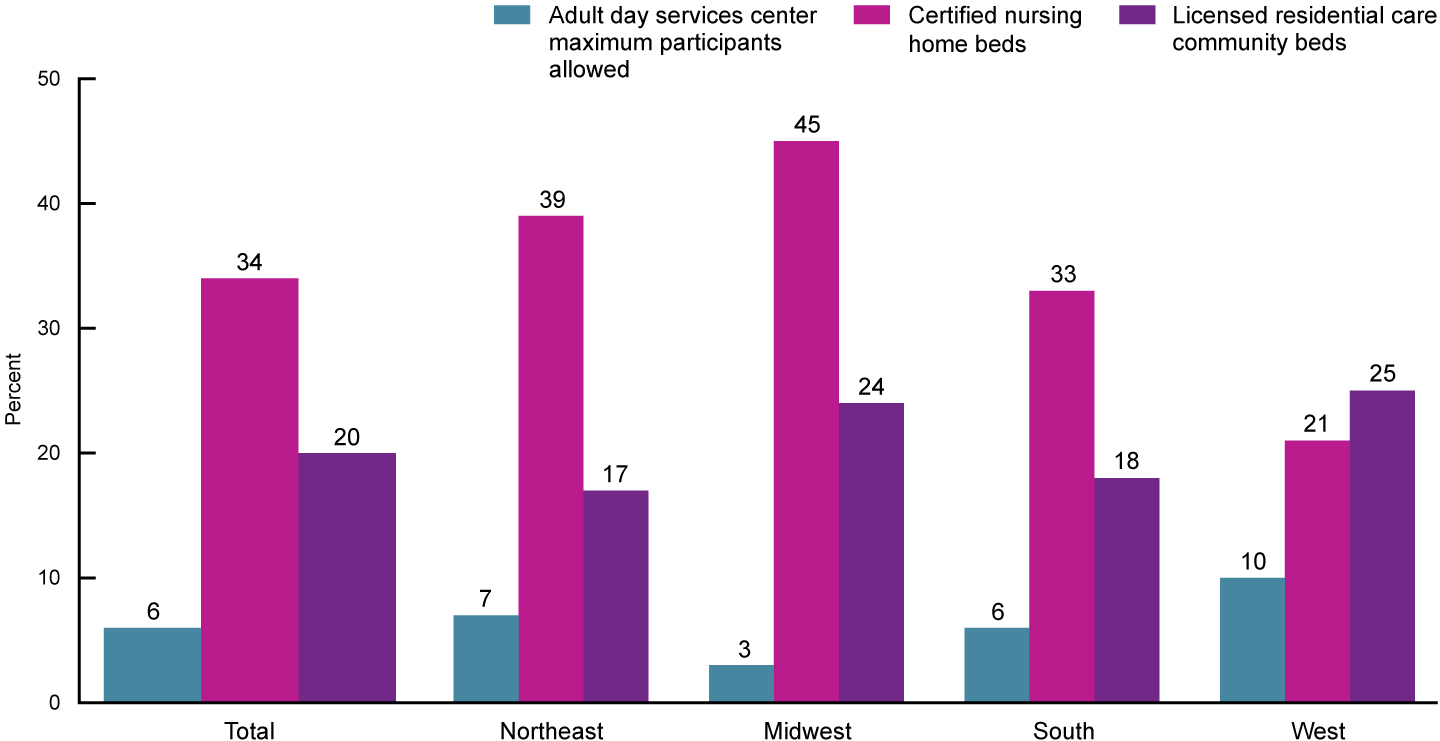 Adult day services center
maximum participants
allowed
Certified nursing
home beds
Licensed residential care
community beds
Percent
50
40
30
20
10
0
6
34
20
7
39
17
3
45
24
6
33
18
10
21
25
Total
Northeast
Midwest
South
West